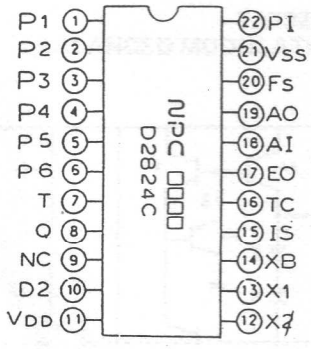 P1 1
P2 2
P3 3
P4 4
P5 5
P6 6
T 7
Q 8
NC 9
D2 10
VDD 11
NPC
D2824C
22 PI
21 VSS
20 FS
19 AO
18 AI
17 EO
16 TC
15 IS
14 XB
13 X1
12 X2